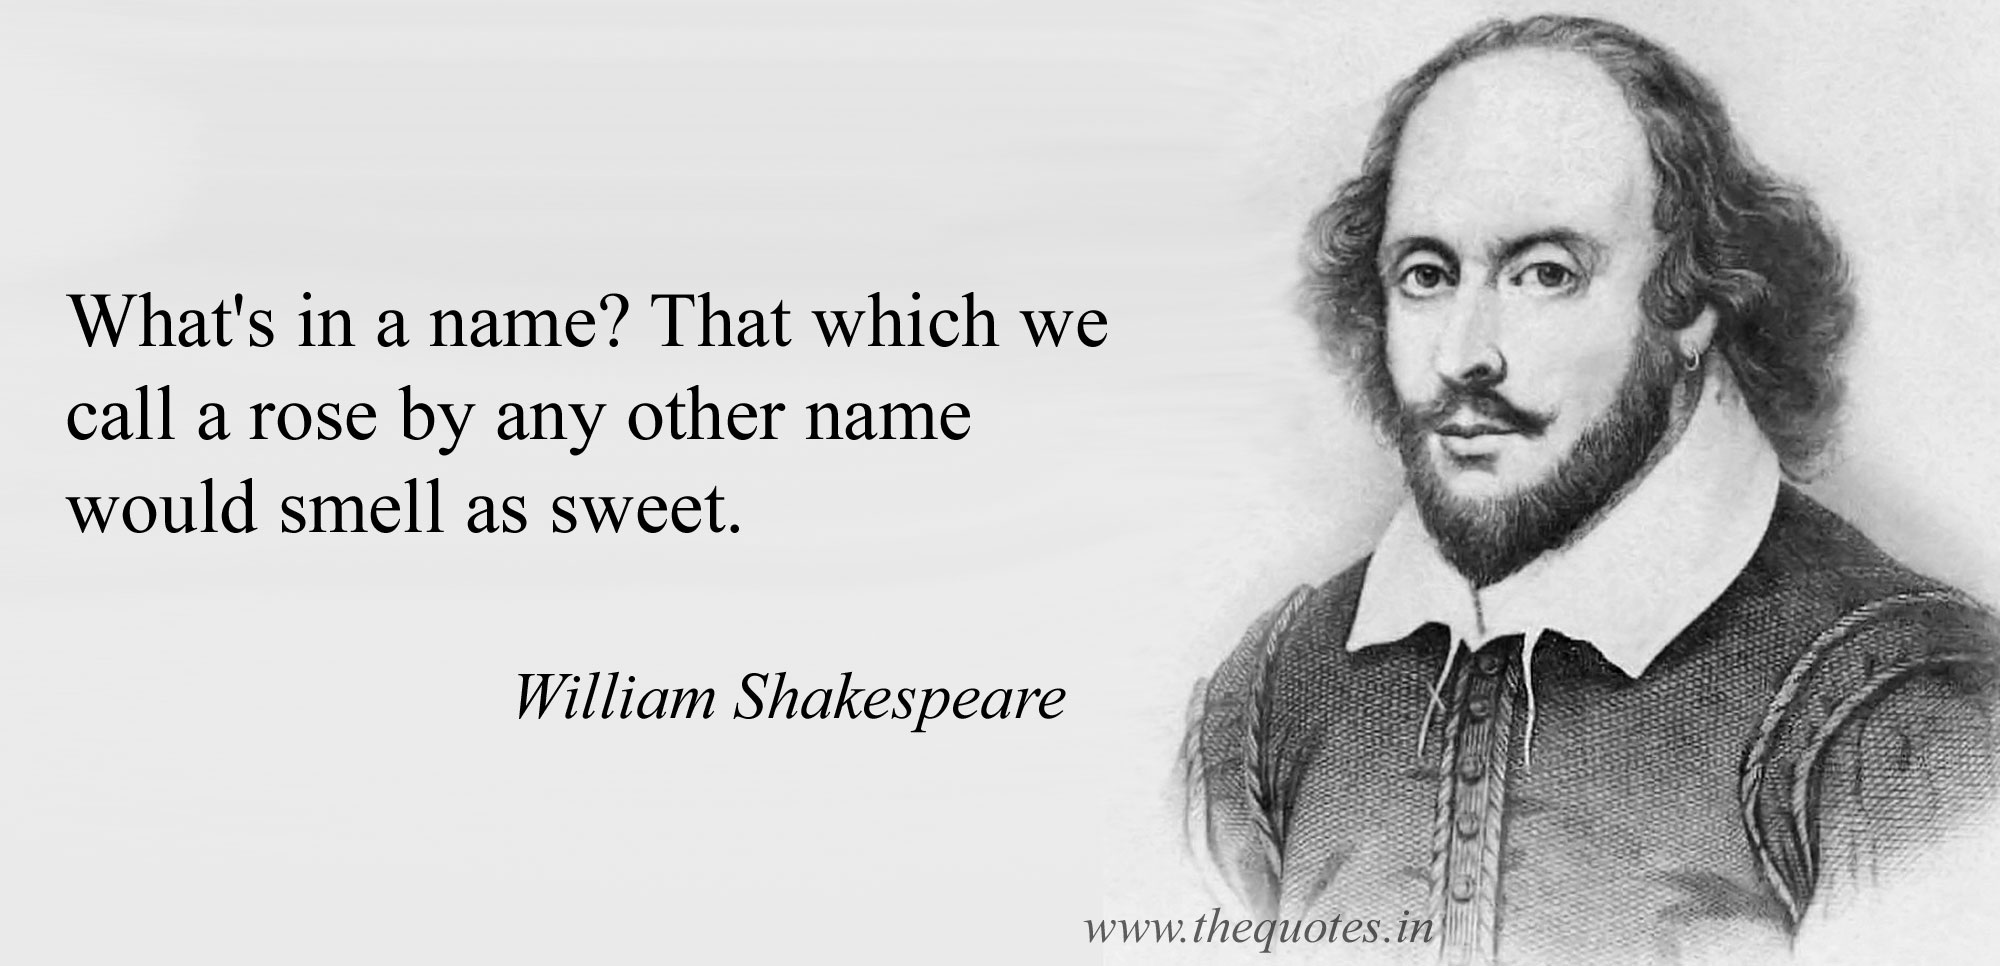 What's in a name? That which we
call a rose by any other name
would smell as sweet.
William Shakespeare
www.thequotes.in